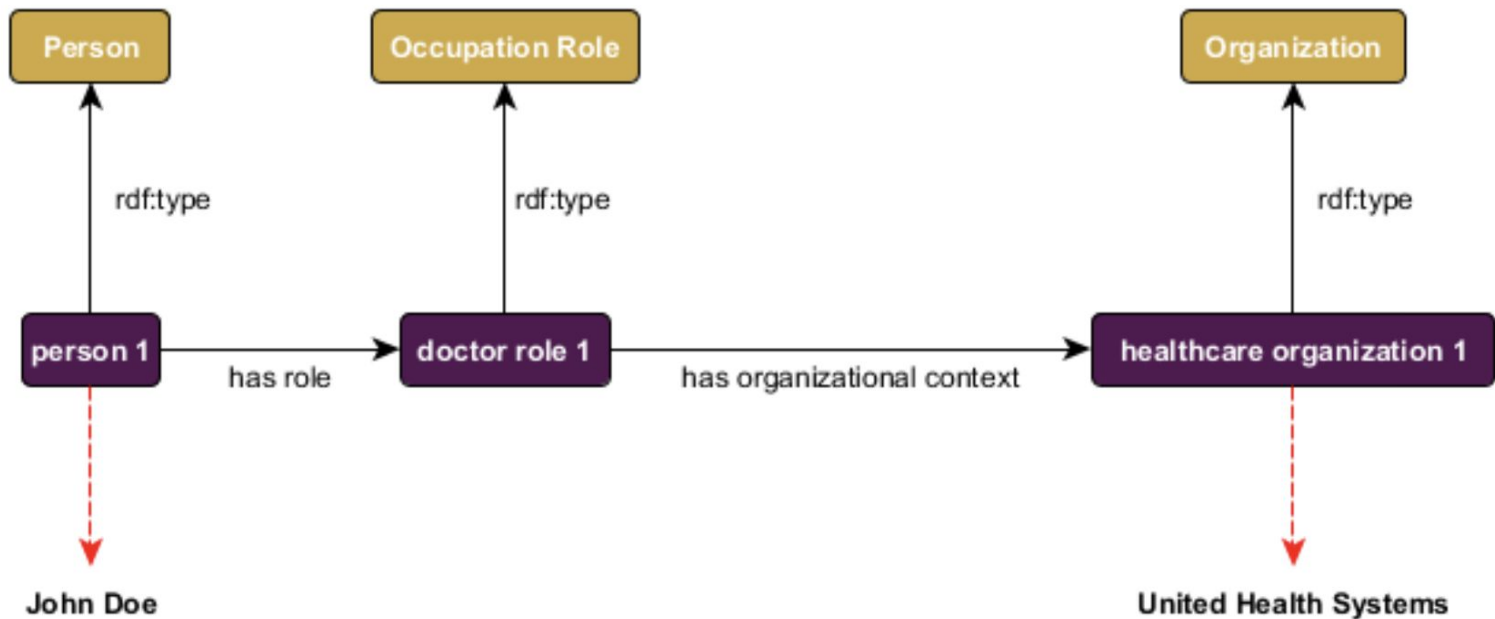 Person
Occupation Role
Organization
rdf:type
rdf:type
rdf:type
person 1
doctor role 1
healthcare organization 1
has role
has organizational context
John Doe
United Health Systems